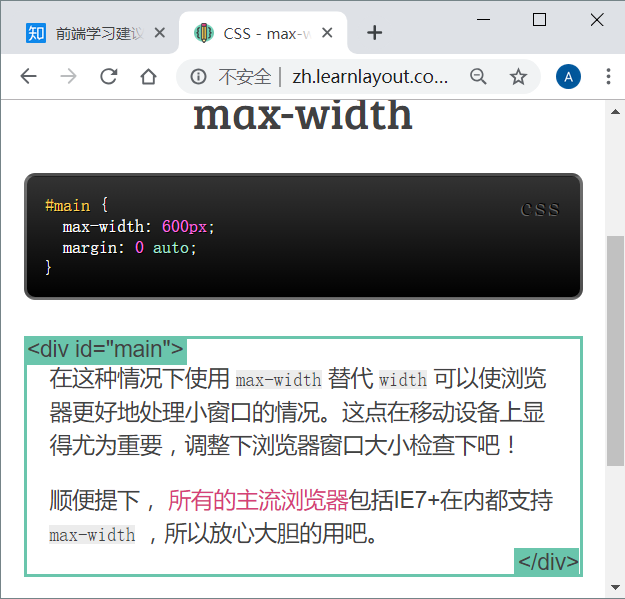 知 前端学习建议
CSS - max-w
不安全 | zh.learnlayout.co...
A
max-width
css
#main {
max-width: 600px;
margin: 0 auto;
}
<div id="main">
在这种情况下使用 max-width 替代 width 可以使浏览
器更好地处理小窗口的情况。这点在移动设备上显
得尤为重要，调整下浏览器窗口大小检查下吧！
顺便提下， 所有的主流浏览器包括IE7+在内都支持
max-width ，所以放心大胆的用吧。
</div>